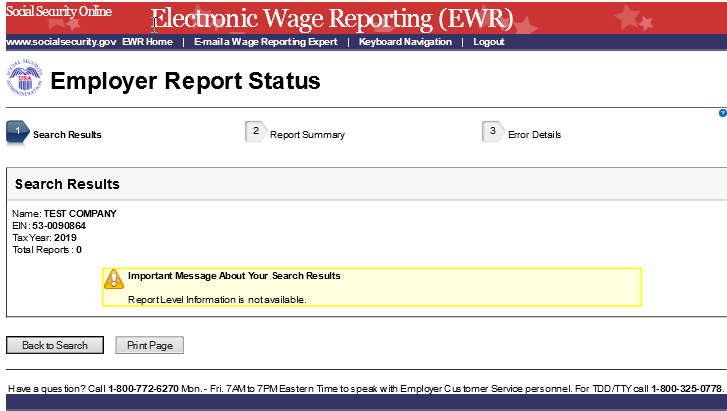 Social Security Online
Electronic Wage Reporting (EWR)
www.socialsecurity.gov EWR Home | E-mail a Wage Reporting Expert | Keyboard Navigation | Logout
SOCIAL SECURITY
USA
ADMINISTRATION
Employer Report Status
?
1 Search Results
2 Report Summary
3 Error Details
Search Results
Name: TEST COMPANY
EIN: 53-0090864
Tax Year: 2019
Total Reports: 0
Important Message About Your Search Results
Report Level Information is not available.
Back to Search Print Page
Have a question? Call 1-800-772-6270 Mon. - Fri. 7AM to 7PM Eastern Time to speak with Employer Customer Service personnel. For TDD/TTY call 1-800-325-0778.